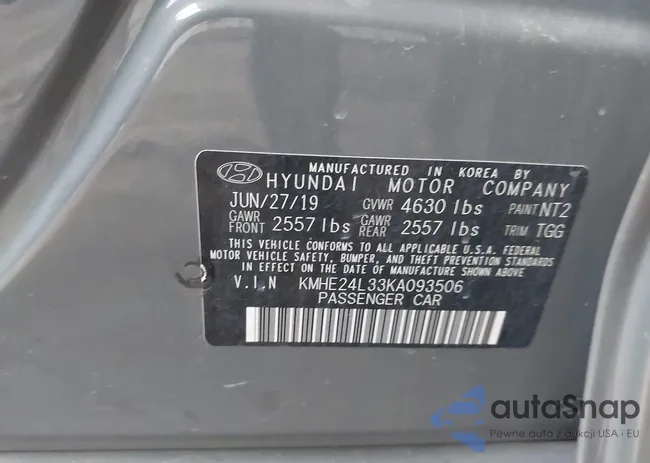 MANUFACTURED IN KOREA BY
HYUNDAI MOTOR COMPANY
JUN/27/19 GVWR 4630 lbs PAINT NT2
GAWR FRONT 2557 lbs GAWR REAR 2557 lbs TRIM TGG
THIS VEHICLE CONFORMS TO ALL APPLICABLE U.S.A. FEDERAL
MOTOR VEHICLE SAFETY, BUMPER, AND THEFT PREVENTION STANDARDS
IN EFFECT ON THE DATE OF MANUFACTURE SHOWN ABOVE
V.I.N KMHE24L33KA093506
PASSENGER CAR
autoSnap
Pewne auto z aukcji USA i EU